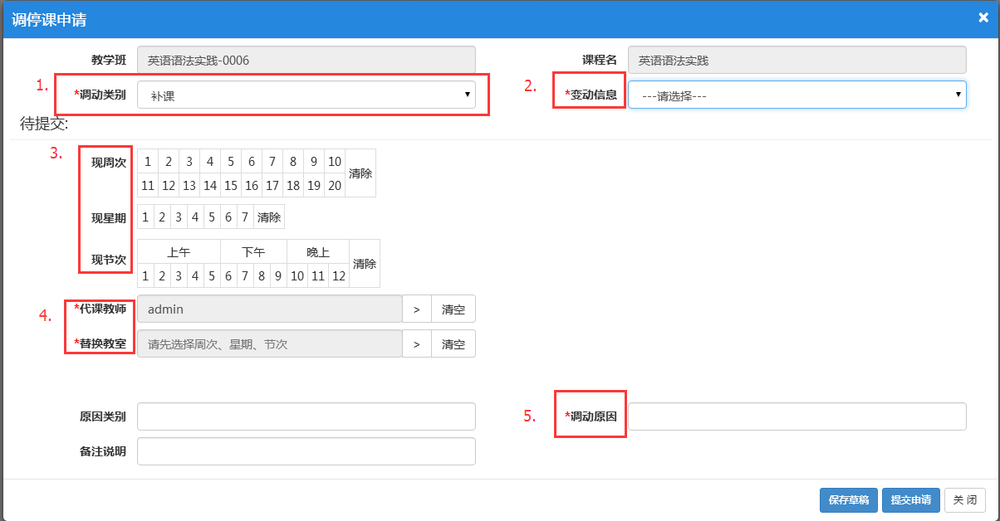 调停课申请 ×
教学班 英语语法实践-0006 课程名 英语语法实践
1. *调动类别 补课 2. *变动信息 ---请选择---
待提交:
3. 现周次 1 2 3 4 5 6 7 8 9 10 清除
11 12 13 14 15 16 17 18 19 20
现星期 1 2 3 4 5 6 7 清除
现节次 上午 下午 晚上 清除
1 2 3 4 5 6 7 8 9 10 11 12
4. *代课教师 admin > 清空
*替换教室 请先选择周次、星期、节次 > 清空
原因类别 5. *调动原因
备注说明
保存草稿 提交申请 关 闭